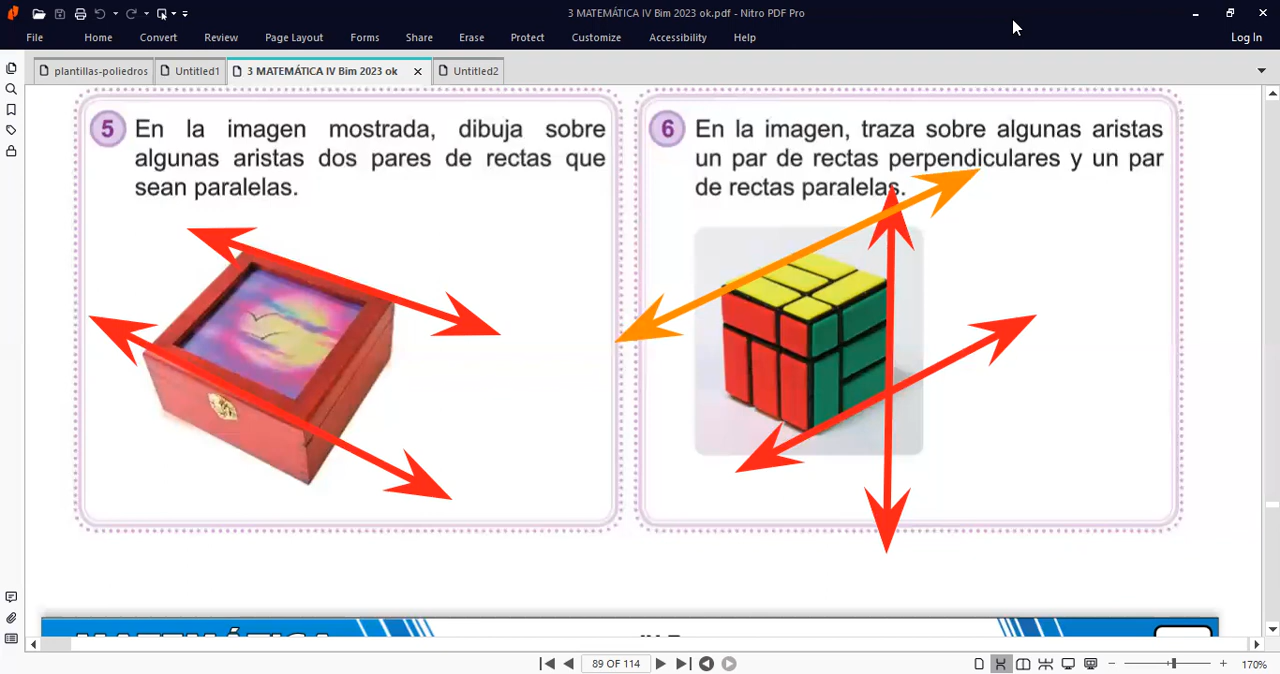 3 MATEMÁTICA IV Bim 2023 ok.pdf - Nitro PDF Pro
File Home Convert Review Page Layout Forms Share Erase Protect Customize Accessibility Help Log In
plantillas-poliedros Untitled1 3 MATEMÁTICA IV Bim 2023 ok Untitled2
5 En la imagen mostrada, dibuja sobre
algunas aristas dos pares de rectas que
sean paralelas.
6 En la imagen, traza sobre algunas aristas
un par de rectas perpendiculares y un par
de rectas paralelas.
MATEMÁTICA
89 OF 114
170%